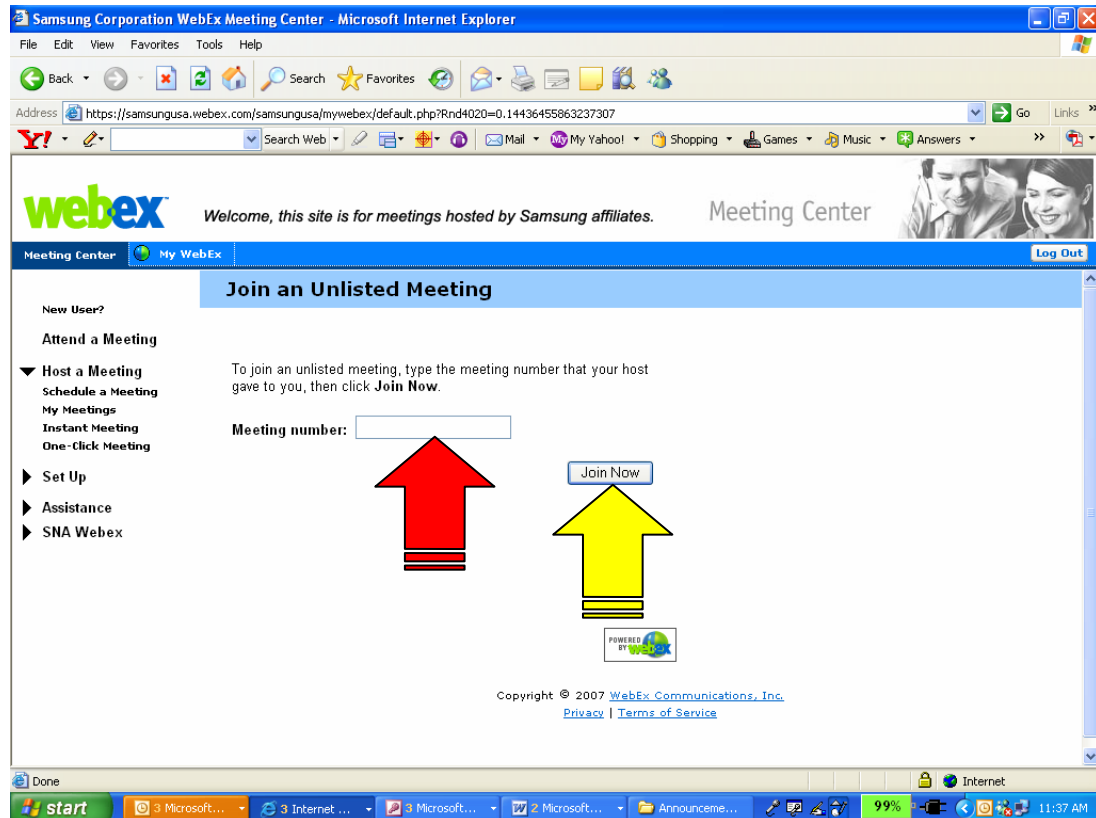 Samsung Corporation WebEx Meeting Center - Microsoft Internet Explorer
File Edit View Favorites Tools Help
Back Search Favorites
Address https://samsungusa.webex.com/samsungusa/mywebex/default.php?Rnd4020=0.14436455863237307 Go Links »
Y! Search Web My Mail My Yahoo! Shopping Games Music Answers »
webex Welcome, this site is for meetings hosted by Samsung affiliates. Meeting Center
Meeting Center My WebEx Log Out
Join an Unlisted Meeting
New User?
Attend a Meeting
Host a Meeting
Schedule a Meeting
My Meetings
Instant Meeting
One-Click Meeting
Set Up
Assistance
SNA Webex
To join an unlisted meeting, type the meeting number that your host
gave to you, then click Join Now.
Meeting number:
Join Now
POWERED
BY webex
Copyright © 2007 WebEx Communications, Inc.
Privacy | Terms of Service
Done Internet
start 3 Microsoft... 3 Internet ... 3 Microsoft... 2 Microsoft... Announceme... 99% 11:37 AM